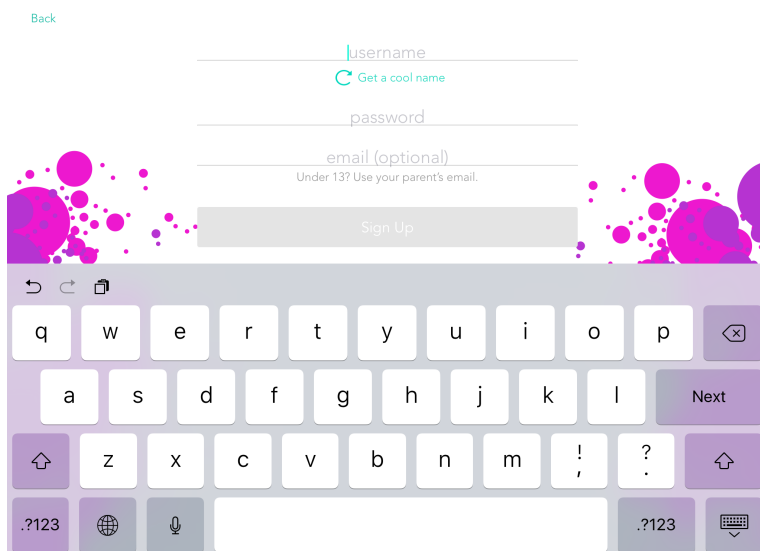 Back
username
Get a cool name
password
email (optional)
Under 13? Use your parent's email.
Sign Up
q w e r t y u i o p
a s d f g h j k l Next
z x c v b n m ! , ? .
.?123 .?123